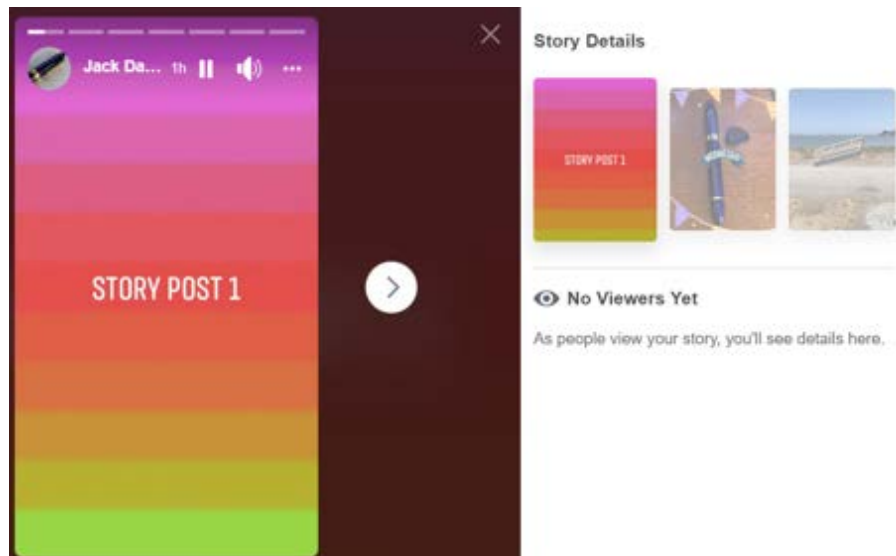 Jack Da... 1h
STORY POST 1
Story Details
STORY POST 1
No Viewers Yet
As people view your story, you'll see details here.